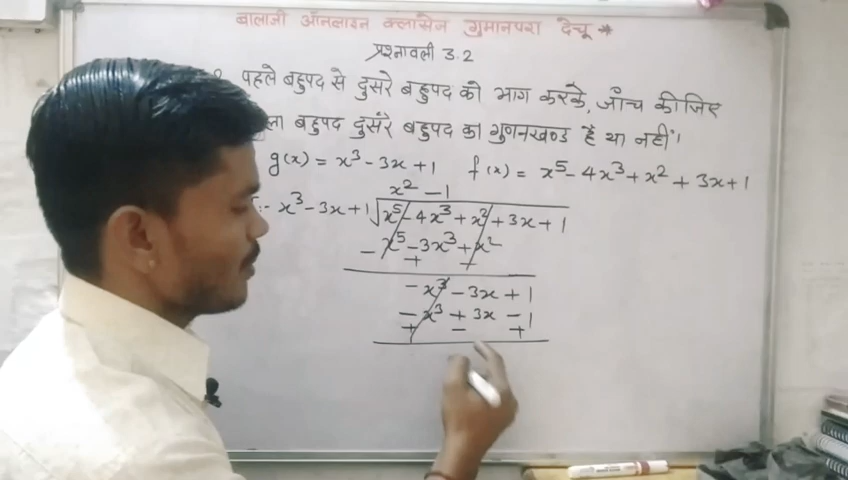 बालाजी ऑनलाइन क्लासेज गुमानपरा देचू *
प्रश्नावली 3.2
पहले बहुपद से दुसरे बहुपद को भाग करके, जाँच कीजिए
बहुपद दुसरे बहुपद का गुणनखण्ड है या नहीं।
g(x) = x³ - 3x + 1 f(x) = x⁵ - 4x³ + x² + 3x + 1
x² - 1
:- x³ - 3x + 1 √x⁵ - 4x³ + x² + 3x + 1
- x⁵ - 3x³ + x²
+ +
- x³ - 3x + 1
- x³ + 3x - 1
+ - +